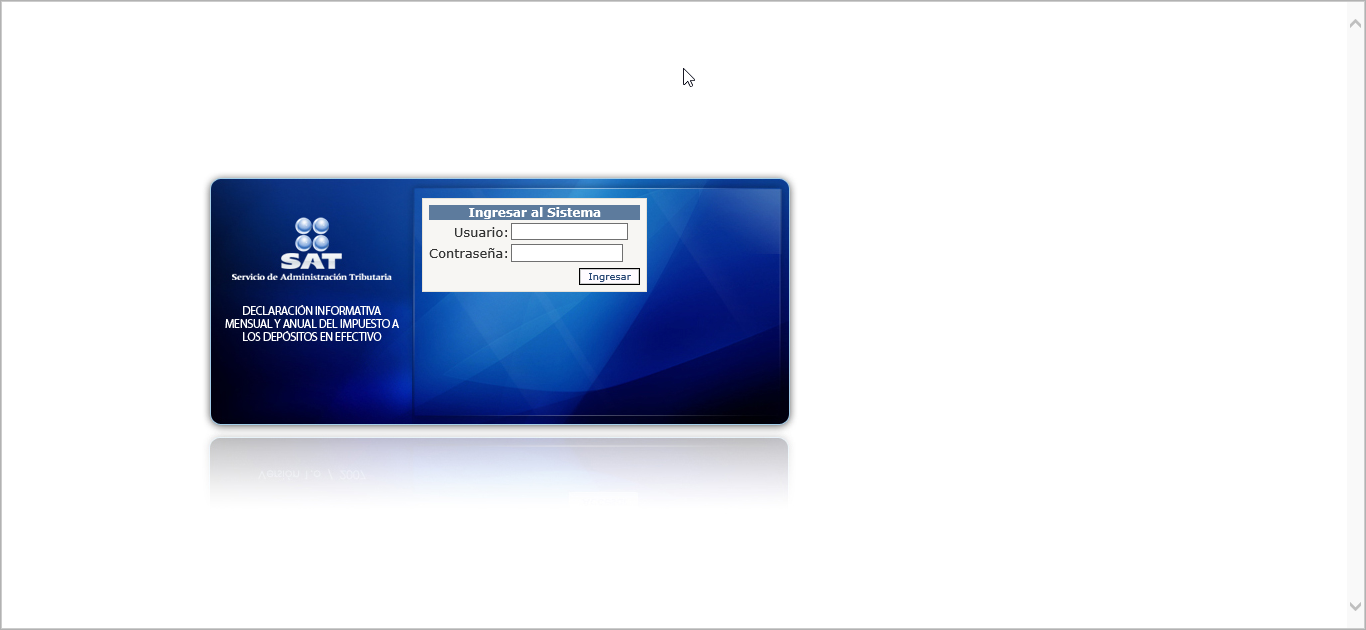 SAT
Servicio de Administración Tributaria
DECLARACIÓN INFORMATIVA
MENSUAL Y ANUAL DEL IMPUESTO A
LOS DEPÓSITOS EN EFECTIVO
Ingresar al Sistema
Usuario:
Contraseña:
Ingresar